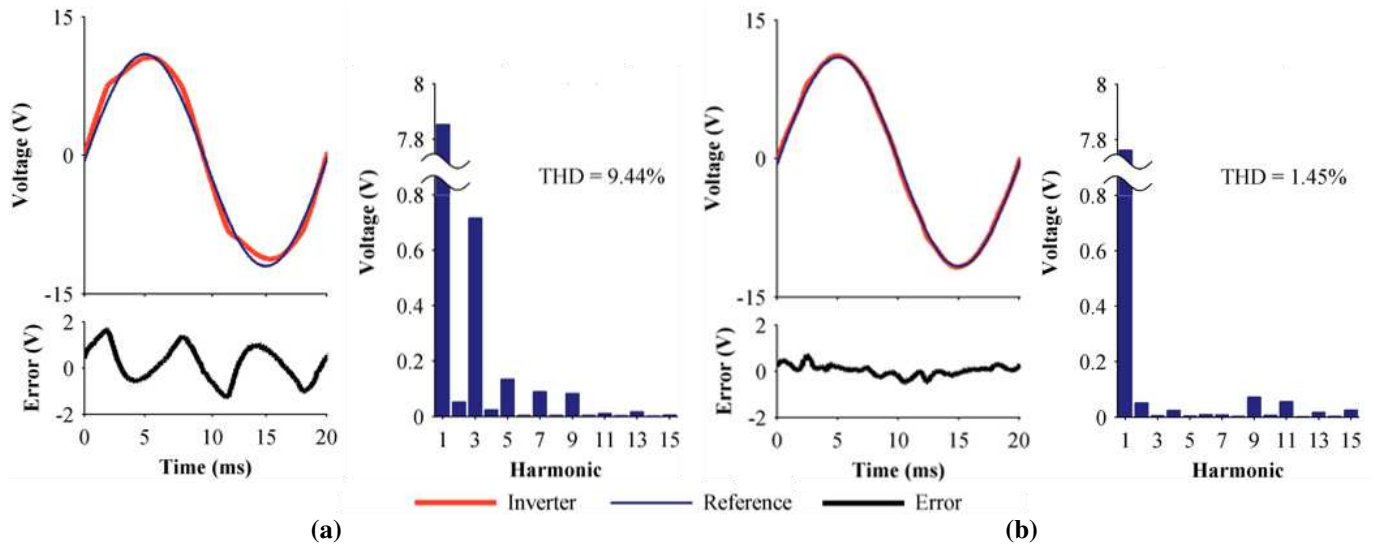 15
0
-15
Voltage (V)
2
0
-2
Error (V)
0 5 10 15 20
Time (ms)
8
7.8
0.8
0.6
0.4
0.2
0
Voltage (V)
THD = 9.44%
1 3 5 7 9 11 13 15
Harmonic
15
0
-15
Voltage (V)
2
0
-2
Error (V)
0 5 10 15 20
Time (ms)
8
7.8
0.8
0.6
0.4
0.2
0
Voltage (V)
THD = 1.45%
1 3 5 7 9 11 13 15
Harmonic
Inverter Reference Error
(a) (b)